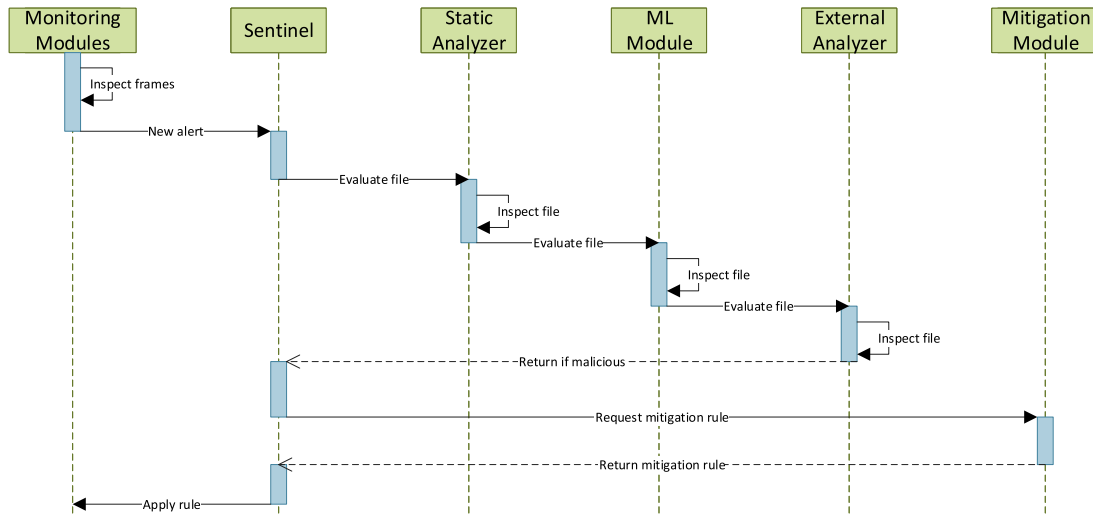 Monitoring
Modules
Sentinel
Static
Analyzer
ML
Module
External
Analyzer
Mitigation
Module
Inspect frames
New alert
Evaluate file
Inspect file
Evaluate file
Inspect file
Evaluate file
Inspect file
Return if malicious
Request mitigation rule
Return mitigation rule
Apply rule